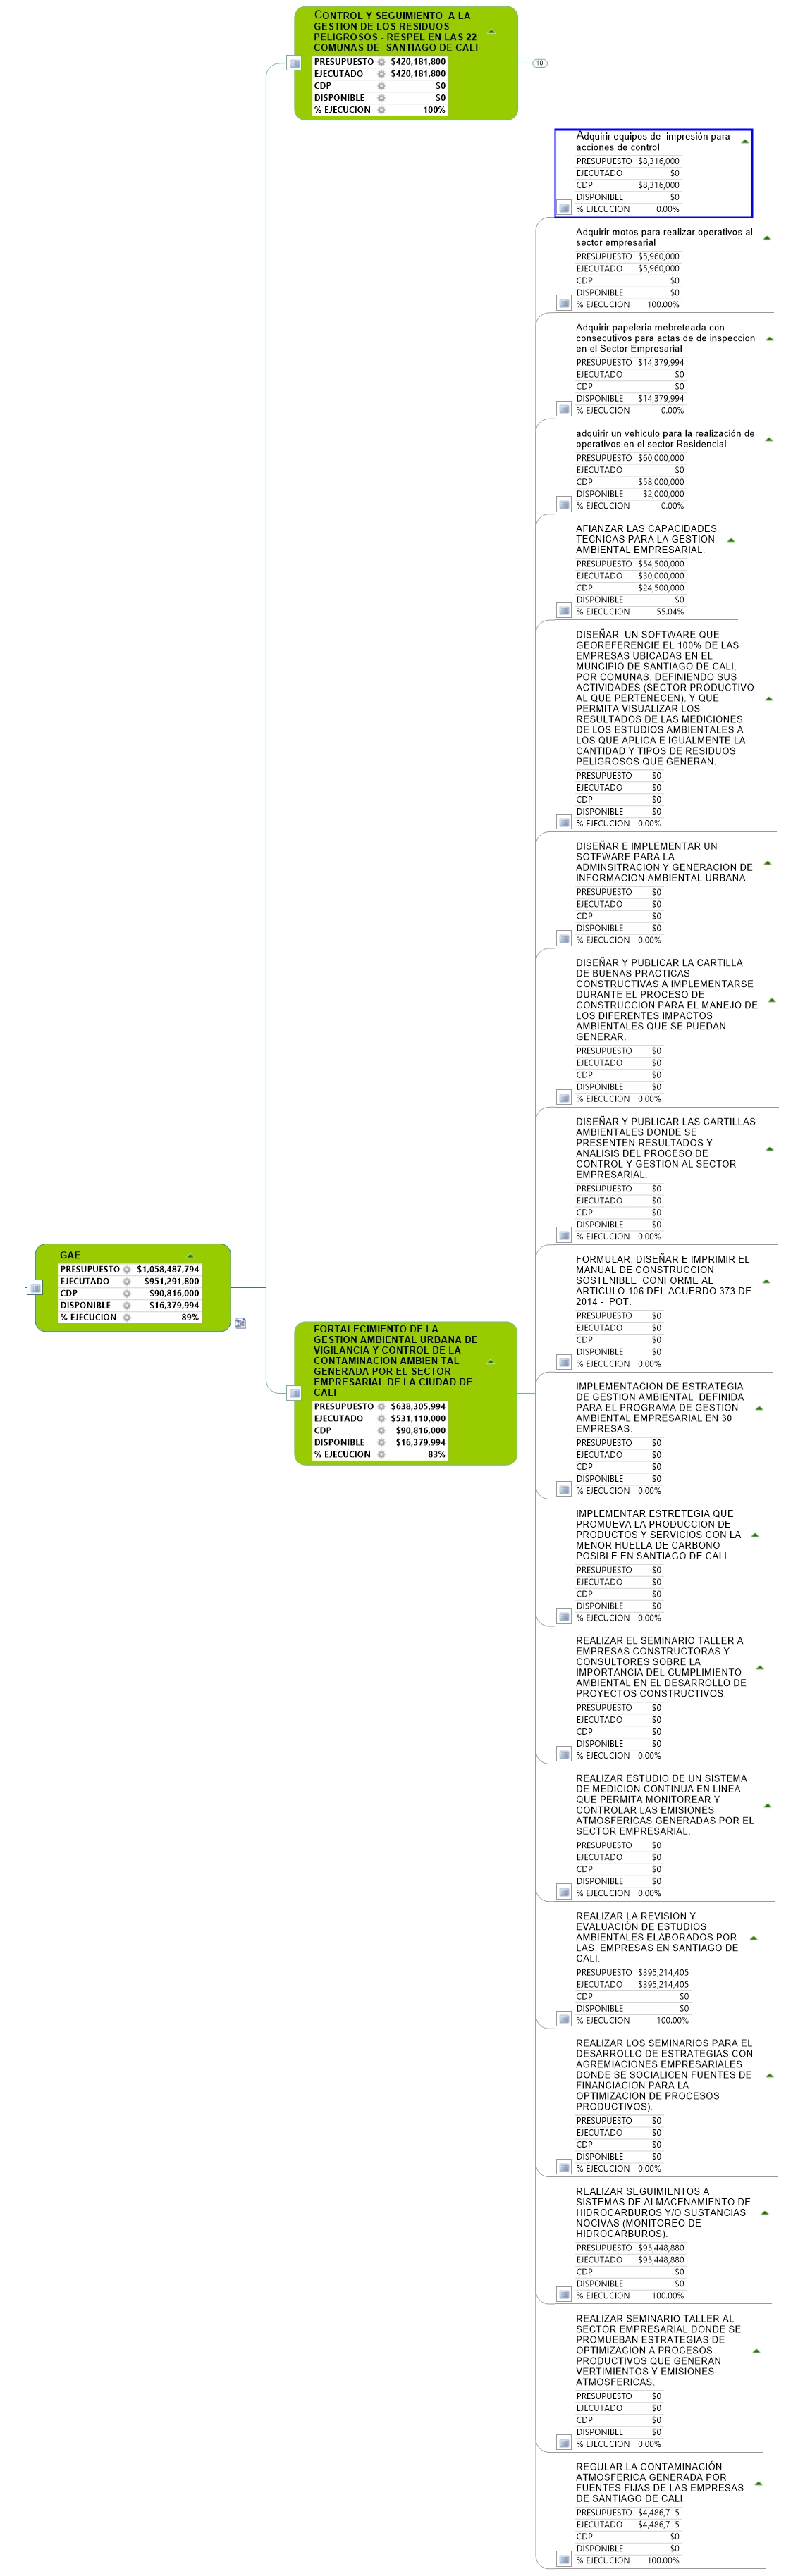 CONTROL Y SEGUIMIENTO A LA
GESTION DE LOS RESIDUOS
PELIGROSOS - RESPEL EN LAS 22
COMUNAS DE SANTIAGO DE CALI
PRESUPUESTO $420,181,800
EJECUTADO $420,181,800
CDP $0
DISPONIBLE $0
% EJECUCION 100%
10
GAE
PRESUPUESTO $1,058,487,794
EJECUTADO $951,291,800
CDP $90,816,000
DISPONIBLE $16,379,994
% EJECUCION 89%
FORTALECIMIENTO DE LA
GESTION AMBIENTAL URBANA DE
VIGILANCIA Y CONTROL DE LA
CONTAMINACION AMBIEN TAL
GENERADA POR EL SECTOR
EMPRESARIAL DE LA CIUDAD DE
CALI
PRESUPUESTO $638,305,994
EJECUTADO $531,110,000
CDP $90,816,000
DISPONIBLE $16,379,994
% EJECUCION 83%
Adquirir equipos de impresión para
acciones de control
PRESUPUESTO $8,316,000
EJECUTADO $0
CDP $8,316,000
DISPONIBLE $0
% EJECUCION 0.00%
Adquirir motos para realizar operativos al
sector empresarial
PRESUPUESTO $5,960,000
EJECUTADO $5,960,000
CDP $0
DISPONIBLE $0
% EJECUCION 100.00%
Adquirir papeleria mebreteada con
consecutivos para actas de de inspeccion
en el Sector Empresarial
PRESUPUESTO $14,379,994
EJECUTADO $0
CDP $0
DISPONIBLE $14,379,994
% EJECUCION 0.00%
adquirir un vehiculo para la realización de
operativos en el sector Residencial
PRESUPUESTO $60,000,000
EJECUTADO $0
CDP $58,000,000
DISPONIBLE $2,000,000
% EJECUCION 0.00%
AFIANZAR LAS CAPACIDADES
TECNICAS PARA LA GESTION
AMBIENTAL EMPRESARIAL.
PRESUPUESTO $54,500,000
EJECUTADO $30,000,000
CDP $24,500,000
DISPONIBLE $0
% EJECUCION 55.04%
DISEÑAR UN SOFTWARE QUE
GEOREFERENCIE EL 100% DE LAS
EMPRESAS UBICADAS EN EL
MUNCIPIO DE SANTIAGO DE CALI,
POR COMUNAS, DEFINIENDO SUS
ACTIVIDADES (SECTOR PRODUCTIVO
AL QUE PERTENECEN), Y QUE
PERMITA VISUALIZAR LOS
RESULTADOS DE LAS MEDICIONES
DE LOS ESTUDIOS AMBIENTALES A
LOS QUE APLICA E IGUALMENTE LA
CANTIDAD Y TIPOS DE RESIDUOS
PELIGROSOS QUE GENERAN.
PRESUPUESTO $0
EJECUTADO $0
CDP $0
DISPONIBLE $0
% EJECUCION 0.00%
DISEÑAR E IMPLEMENTAR UN
SOTFWARE PARA LA
ADMINSITRACION Y GENERACION DE
INFORMACION AMBIENTAL URBANA.
PRESUPUESTO $0
EJECUTADO $0
CDP $0
DISPONIBLE $0
% EJECUCION 0.00%
DISEÑAR Y PUBLICAR LA CARTILLA
DE BUENAS PRACTICAS
CONSTRUCTIVAS A IMPLEMENTARSE
DURANTE EL PROCESO DE
CONSTRUCCION PARA EL MANEJO DE
LOS DIFERENTES IMPACTOS
AMBIENTALES QUE SE PUEDAN
GENERAR.
PRESUPUESTO $0
EJECUTADO $0
CDP $0
DISPONIBLE $0
% EJECUCION 0.00%
DISEÑAR Y PUBLICAR LAS CARTILLAS
AMBIENTALES DONDE SE
PRESENTEN RESULTADOS Y
ANALISIS DEL PROCESO DE
CONTROL Y GESTION AL SECTOR
EMPRESARIAL.
PRESUPUESTO $0
EJECUTADO $0
CDP $0
DISPONIBLE $0
% EJECUCION 0.00%
FORMULAR, DISEÑAR E IMPRIMIR EL
MANUAL DE CONSTRUCCION
SOSTENIBLE CONFORME AL
ARTICULO 106 DEL ACUERDO 373 DE
2014 - POT.
PRESUPUESTO $0
EJECUTADO $0
CDP $0
DISPONIBLE $0
% EJECUCION 0.00%
IMPLEMENTACION DE ESTRATEGIA
DE GESTION AMBIENTAL DEFINIDA
PARA EL PROGRAMA DE GESTION
AMBIENTAL EMPRESARIAL EN 30
EMPRESAS.
PRESUPUESTO $0
EJECUTADO $0
CDP $0
DISPONIBLE $0
% EJECUCION 0.00%
IMPLEMENTAR ESTRETEGIA QUE
PROMUEVA LA PRODUCCION DE
PRODUCTOS Y SERVICIOS CON LA
MENOR HUELLA DE CARBONO
POSIBLE EN SANTIAGO DE CALI.
PRESUPUESTO $0
EJECUTADO $0
CDP $0
DISPONIBLE $0
% EJECUCION 0.00%
REALIZAR EL SEMINARIO TALLER A
EMPRESAS CONSTRUCTORAS Y
CONSULTORES SOBRE LA
IMPORTANCIA DEL CUMPLIMIENTO
AMBIENTAL EN EL DESARROLLO DE
PROYECTOS CONSTRUCTIVOS.
PRESUPUESTO $0
EJECUTADO $0
CDP $0
DISPONIBLE $0
% EJECUCION 0.00%
REALIZAR ESTUDIO DE UN SISTEMA
DE MEDICION CONTINUA EN LINEA
QUE PERMITA MONITOREAR Y
CONTROLAR LAS EMISIONES
ATMOSFERICAS GENERADAS POR EL
SECTOR EMPRESARIAL.
PRESUPUESTO $0
EJECUTADO $0
CDP $0
DISPONIBLE $0
% EJECUCION 0.00%
REALIZAR LA REVISION Y
EVALUACIÓN DE ESTUDIOS
AMBIENTALES ELABORADOS POR
LAS EMPRESAS EN SANTIAGO DE
CALI.
PRESUPUESTO $395,214,405
EJECUTADO $395,214,405
CDP $0
DISPONIBLE $0
% EJECUCION 100.00%
REALIZAR LOS SEMINARIOS PARA EL
DESARROLLO DE ESTRATEGIAS CON
AGREMIACIONES EMPRESARIALES
DONDE SE SOCIALICEN FUENTES DE
FINANCIACION PARA LA
OPTIMIZACION DE PROCESOS
PRODUCTIVOS).
PRESUPUESTO $0
EJECUTADO $0
CDP $0
DISPONIBLE $0
% EJECUCION 0.00%
REALIZAR SEGUIMIENTOS A
SISTEMAS DE ALMACENAMIENTO DE
HIDROCARBUROS Y/O SUSTANCIAS
NOCIVAS (MONITOREO DE
HIDROCARBUROS).
PRESUPUESTO $95,448,880
EJECUTADO $95,448,880
CDP $0
DISPONIBLE $0
% EJECUCION 100.00%
REALIZAR SEMINARIO TALLER AL
SECTOR EMPRESARIAL DONDE SE
PROMUEBAN ESTRATEGIAS DE
OPTIMIZACION A PROCESOS
PRODUCTIVOS QUE GENERAN
VERTIMIENTOS Y EMISIONES
ATMOSFERICAS.
PRESUPUESTO $0
EJECUTADO $0
CDP $0
DISPONIBLE $0
% EJECUCION 0.00%
REGULAR LA CONTAMINACIÓN
ATMOSFERICA GENERADA POR
FUENTES FIJAS DE LAS EMPRESAS
DE SANTIAGO DE CALI.
PRESUPUESTO $4,486,715
EJECUTADO $4,486,715
CDP $0
DISPONIBLE $0
% EJECUCION 100.00%